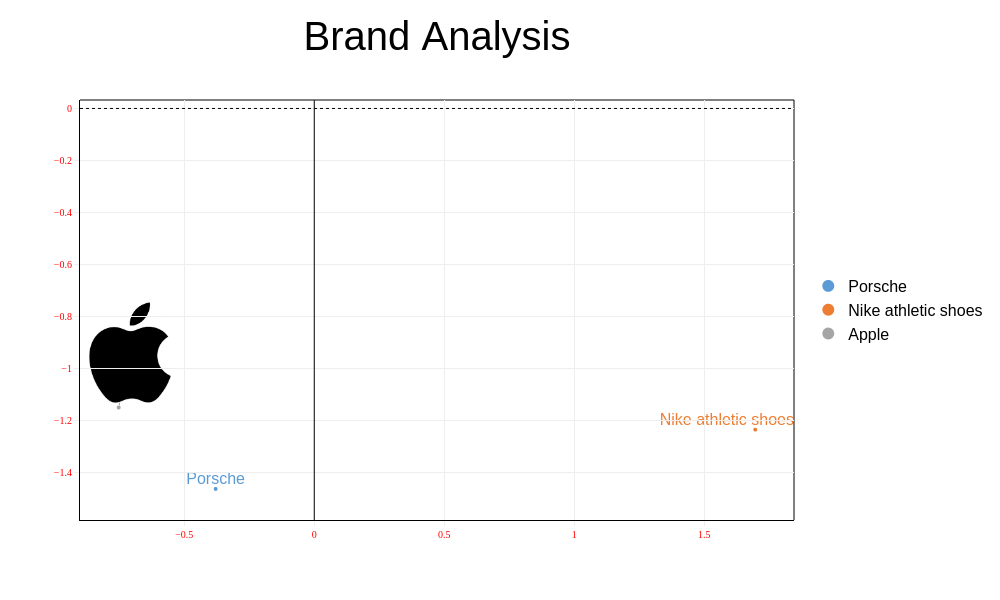 Brand Analysis
0
−0.2
−0.4
−0.6
−0.8
−1
−1.2
−1.4
Nike athletic shoes
Porsche
−0.5
0
0.5
1
1.5
Porsche
Nike athletic shoes
Apple